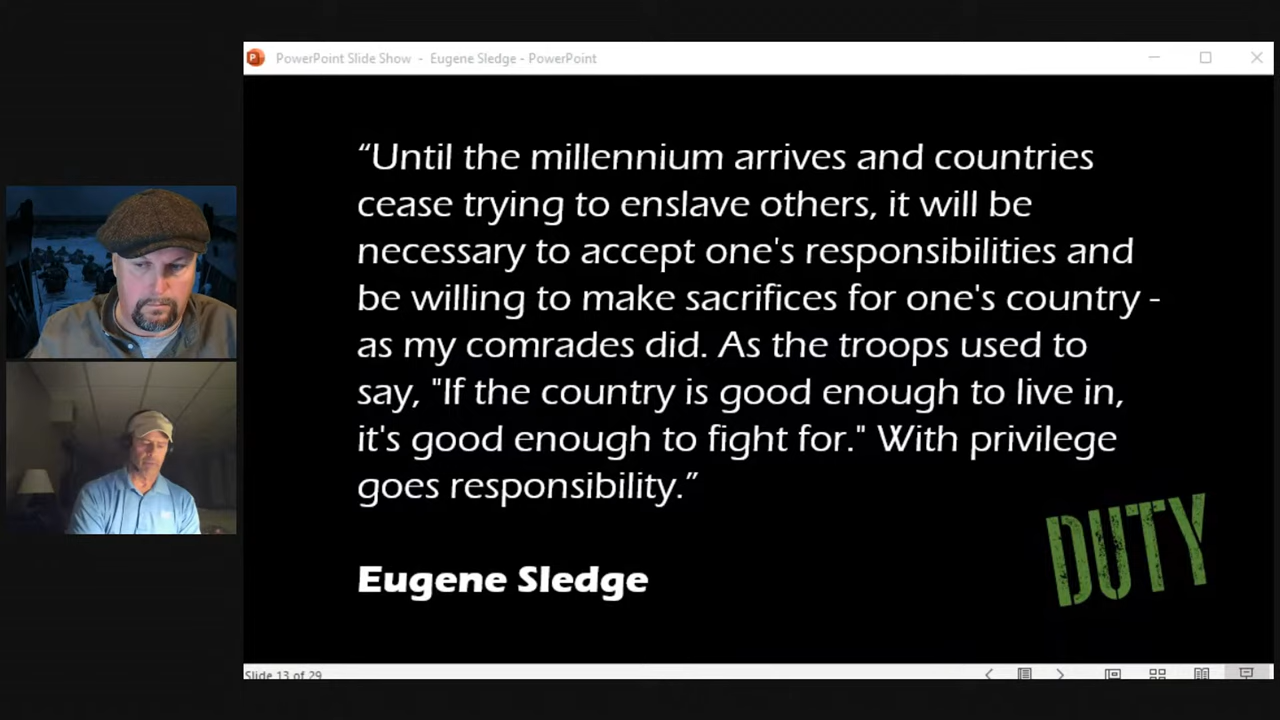 PowerPoint Slide Show - Eugene Sledge - PowerPoint
“Until the millennium arrives and countries
cease trying to enslave others, it will be
necessary to accept one's responsibilities and
be willing to make sacrifices for one's country -
as my comrades did. As the troops used to
say, "If the country is good enough to live in,
it's good enough to fight for." With privilege
goes responsibility.”
Eugene Sledge
DUTY
Slide 13 of 29